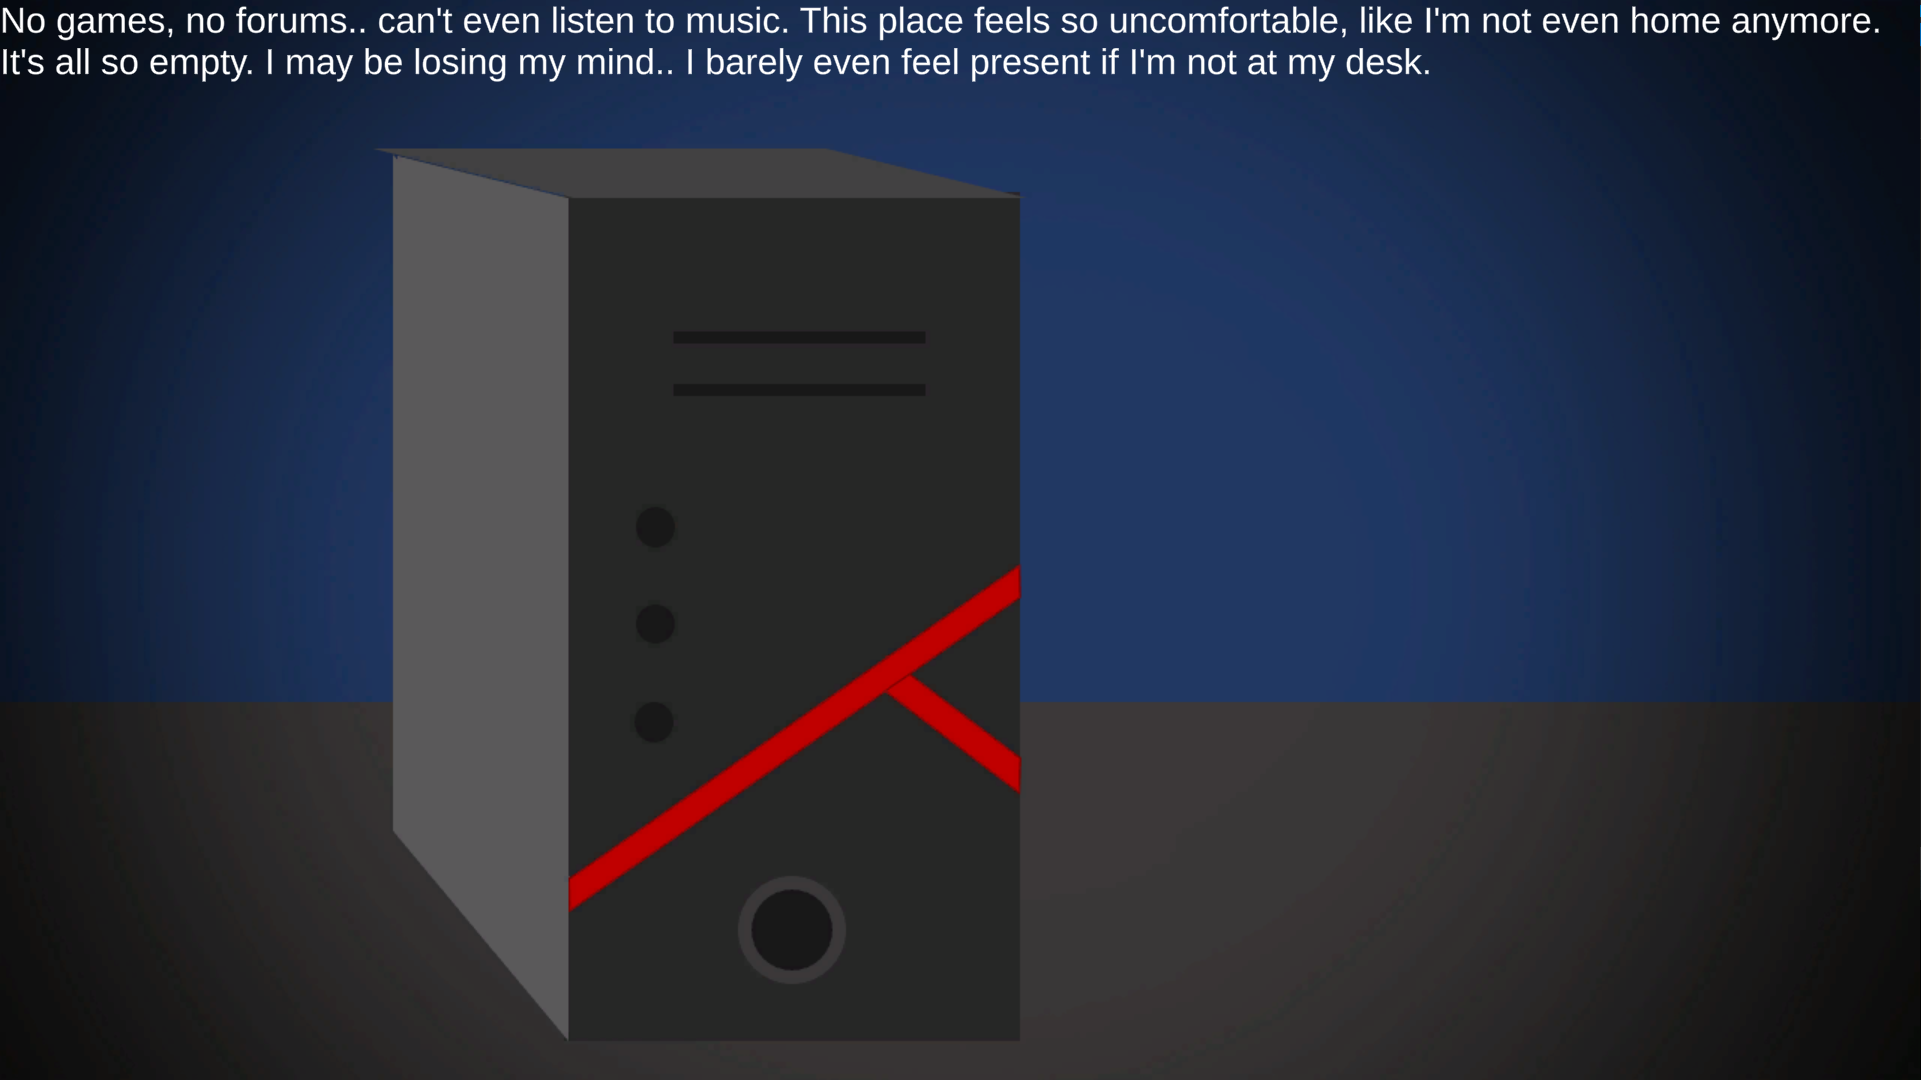 No games, no forums.. can't even listen to music. This place feels so uncomfortable, like I'm not even home anymore.
It's all so empty. I may be losing my mind.. I barely even feel present if I'm not at my desk.